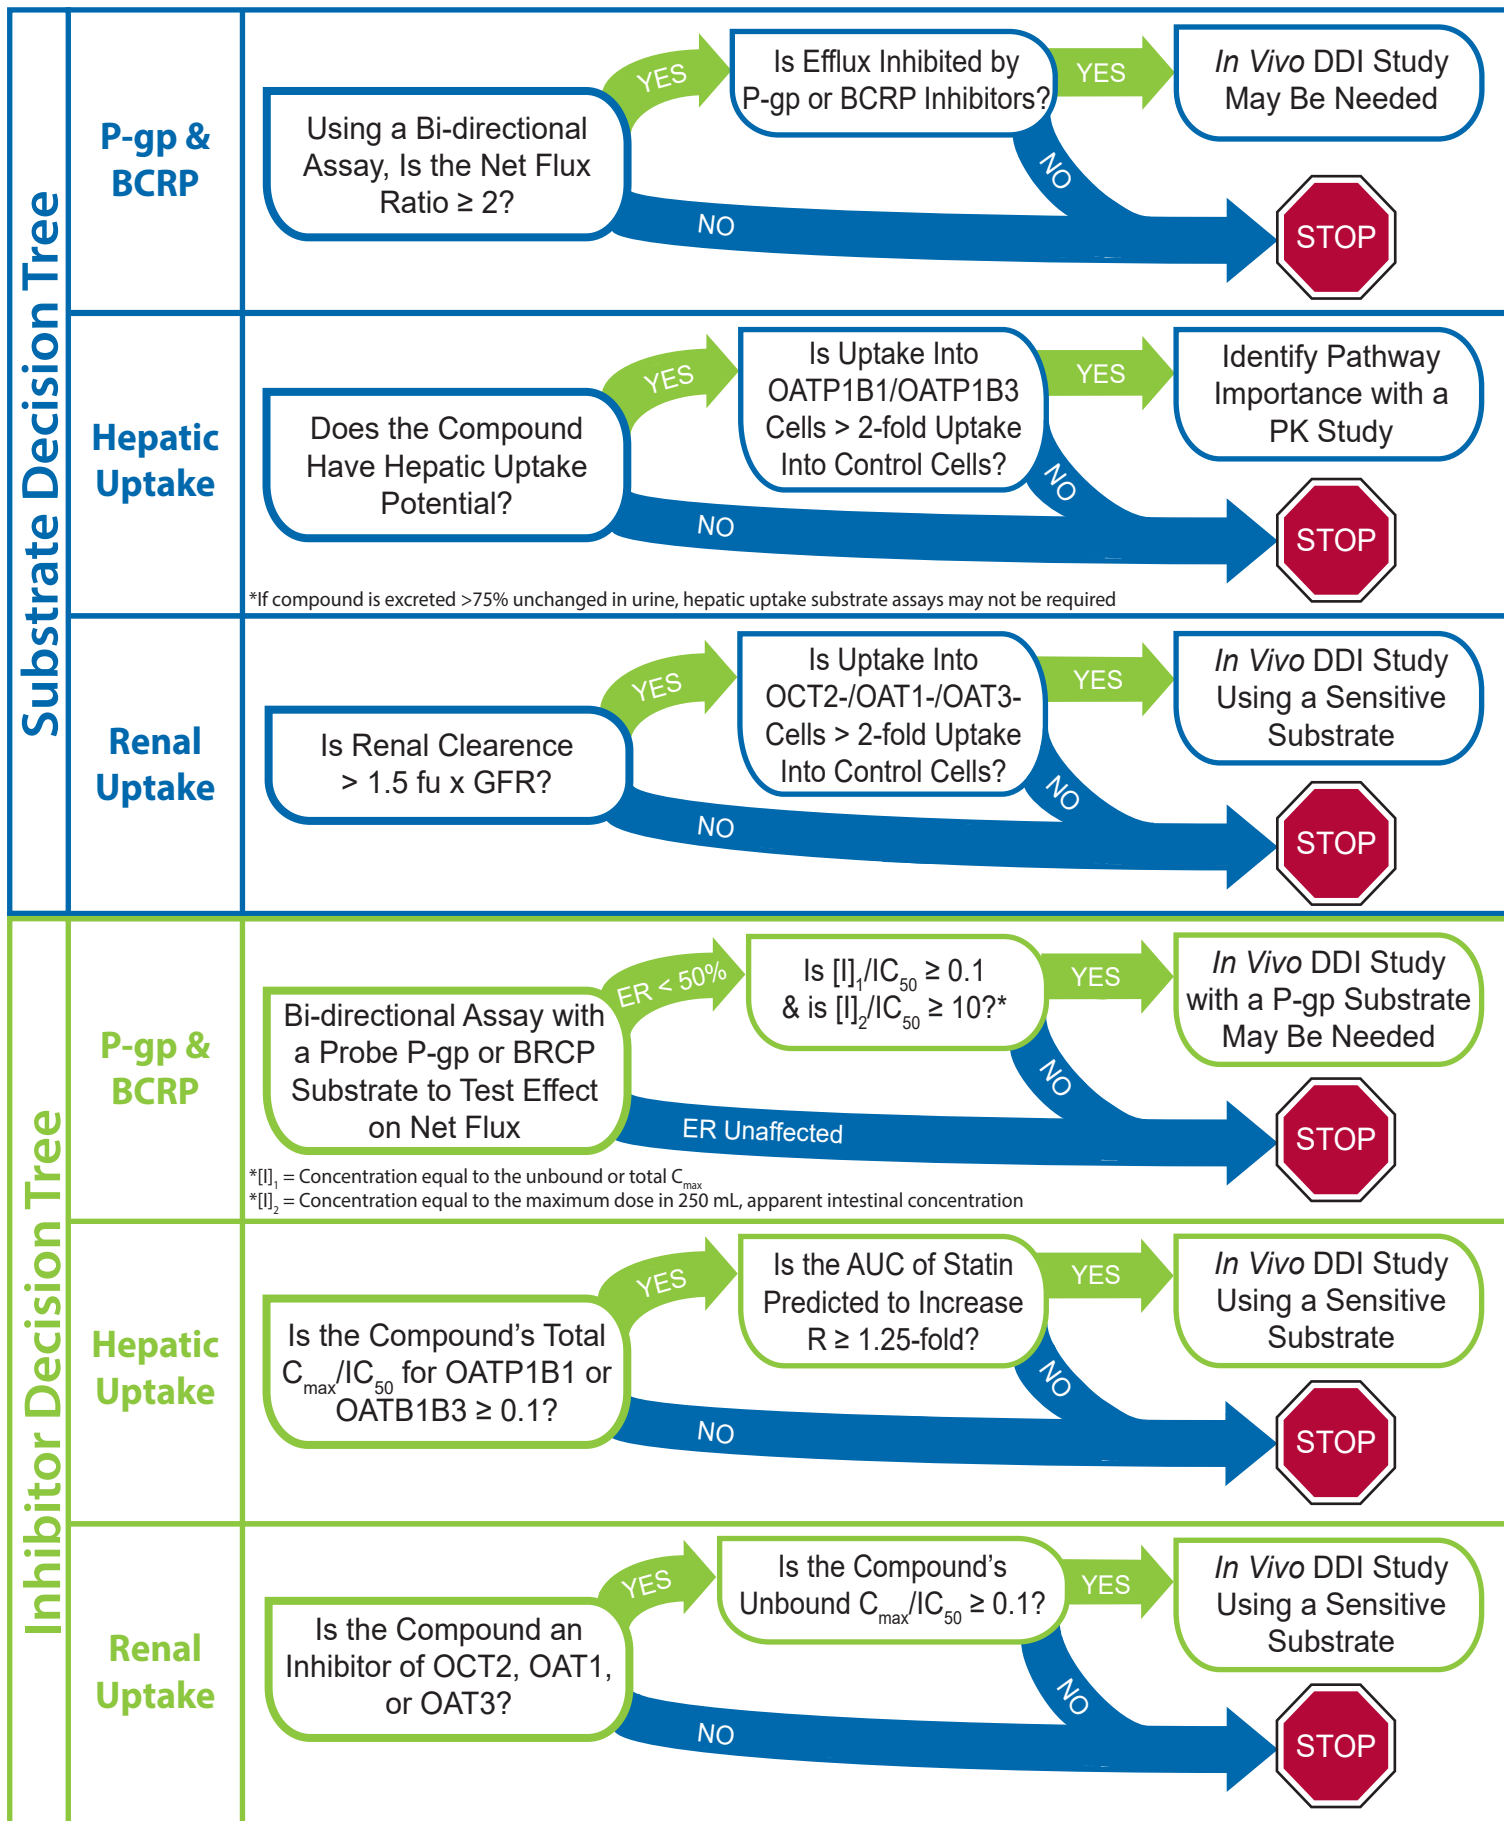 Substrate Decision Tree
P-gp &
BCRP
Using a Bi-directional
Assay, Is the Net Flux
Ratio ≥ 2?
YES
Is Efflux Inhibited by
P-gp or BCRP Inhibitors?
YES
In Vivo DDI Study
May Be Needed
NO
NO
STOP
Hepatic
Uptake
Does the Compound
Have Hepatic Uptake
Potential?
YES
Is Uptake Into
OATP1B1/OATP1B3
Cells > 2-fold Uptake
Into Control Cells?
YES
Identify Pathway
Importance with a
PK Study
NO
NO
STOP
*If compound is excreted >75% unchanged in urine, hepatic uptake substrate assays may not be required
Renal
Uptake
Is Renal Clearence
> 1.5 fu x GFR?
YES
Is Uptake Into
OCT2-/OAT1-/OAT3-
Cells > 2-fold Uptake
Into Control Cells?
YES
In Vivo DDI Study
Using a Sensitive
Substrate
NO
NO
STOP
Inhibitor Decision Tree
P-gp &
BCRP
Bi-directional Assay with
a Probe P-gp or BRCP
Substrate to Test Effect
on Net Flux
ER < 50%
Is [I]₁/IC₅₀ ≥ 0.1
& is [I]₂/IC₅₀ ≥ 10?*
YES
In Vivo DDI Study
with a P-gp Substrate
May Be Needed
NO
ER Unaffected
STOP
*[I]₁ = Concentration equal to the unbound or total Cmax
*[I]₂ = Concentration equal to the maximum dose in 250 mL, apparent intestinal concentration
Hepatic
Uptake
Is the Compound's Total
Cmax/IC₅₀ for OATP1B1 or
OATB1B3 ≥ 0.1?
YES
Is the AUC of Statin
Predicted to Increase
R ≥ 1.25-fold?
YES
In Vivo DDI Study
Using a Sensitive
Substrate
NO
NO
STOP
Renal
Uptake
Is the Compound an
Inhibitor of OCT2, OAT1,
or OAT3?
YES
Is the Compound's
Unbound Cmax/IC₅₀ ≥ 0.1?
YES
In Vivo DDI Study
Using a Sensitive
Substrate
NO
NO
STOP